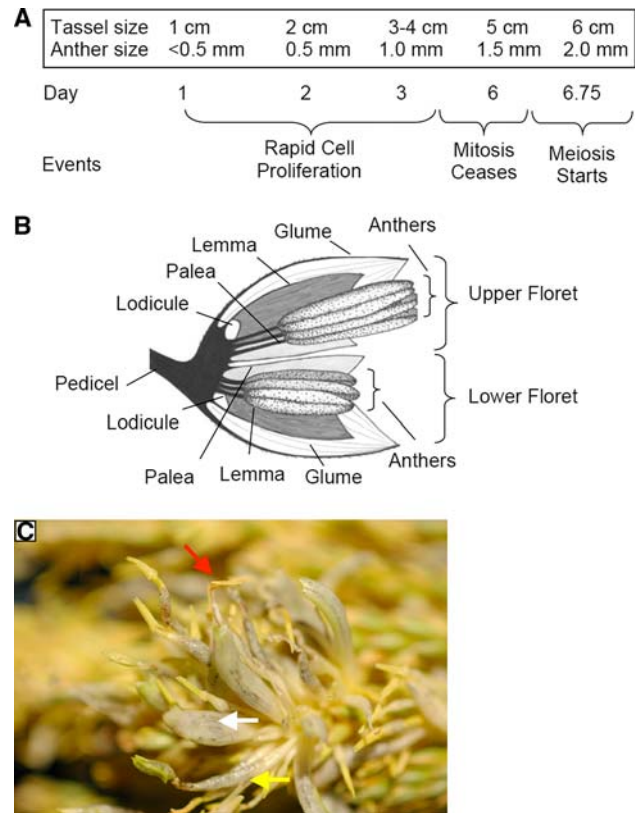 A
Tassel size 1 cm 2 cm 3-4 cm 5 cm 6 cm
Anther size <0.5 mm 0.5 mm 1.0 mm 1.5 mm 2.0 mm
Day 1 2 3 6 6.75
Events
Rapid Cell
Proliferation
Mitosis
Ceases
Meiosis
Starts
B
Glume
Anthers
Lemma
Palea
Lodicule
Upper Floret
Pedicel
Lodicule
Lower Floret
Palea
Lemma
Glume
Anthers
C